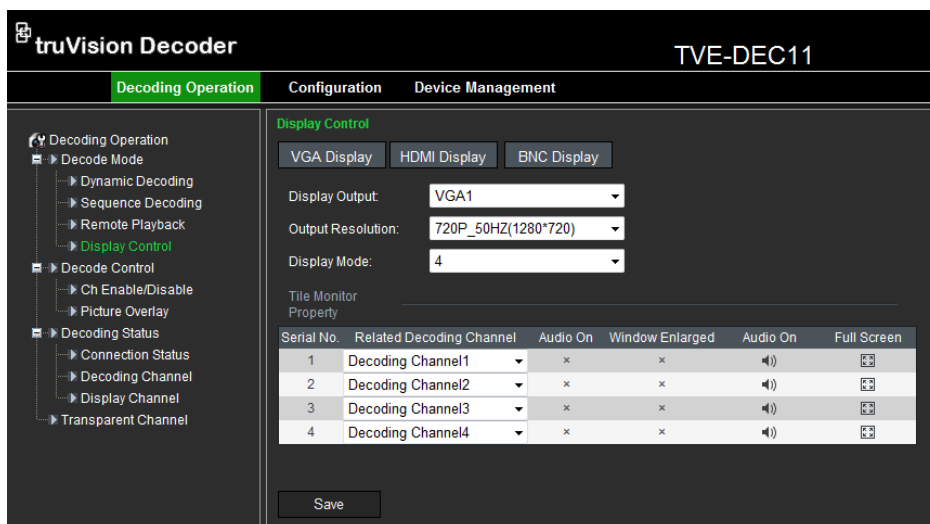 truVision Decoder
TVE-DEC11
Decoding Operation Configuration Device Management
Decoding Operation
Decode Mode
Dynamic Decoding
Sequence Decoding
Remote Playback
Display Control
Decode Control
Ch Enable/Disable
Picture Overlay
Decoding Status
Connection Status
Decoding Channel
Display Channel
Transparent Channel
Display Control
VGA Display HDMI Display BNC Display
Display Output: VGA1
Output Resolution: 720P_50HZ(1280*720)
Display Mode: 4
Tile Monitor
Property
Serial No. Related Decoding Channel Audio On Window Enlarged Audio On Full Screen
1 Decoding Channel1 × ×
2 Decoding Channel2 × ×
3 Decoding Channel3 × ×
4 Decoding Channel4 × ×
Save